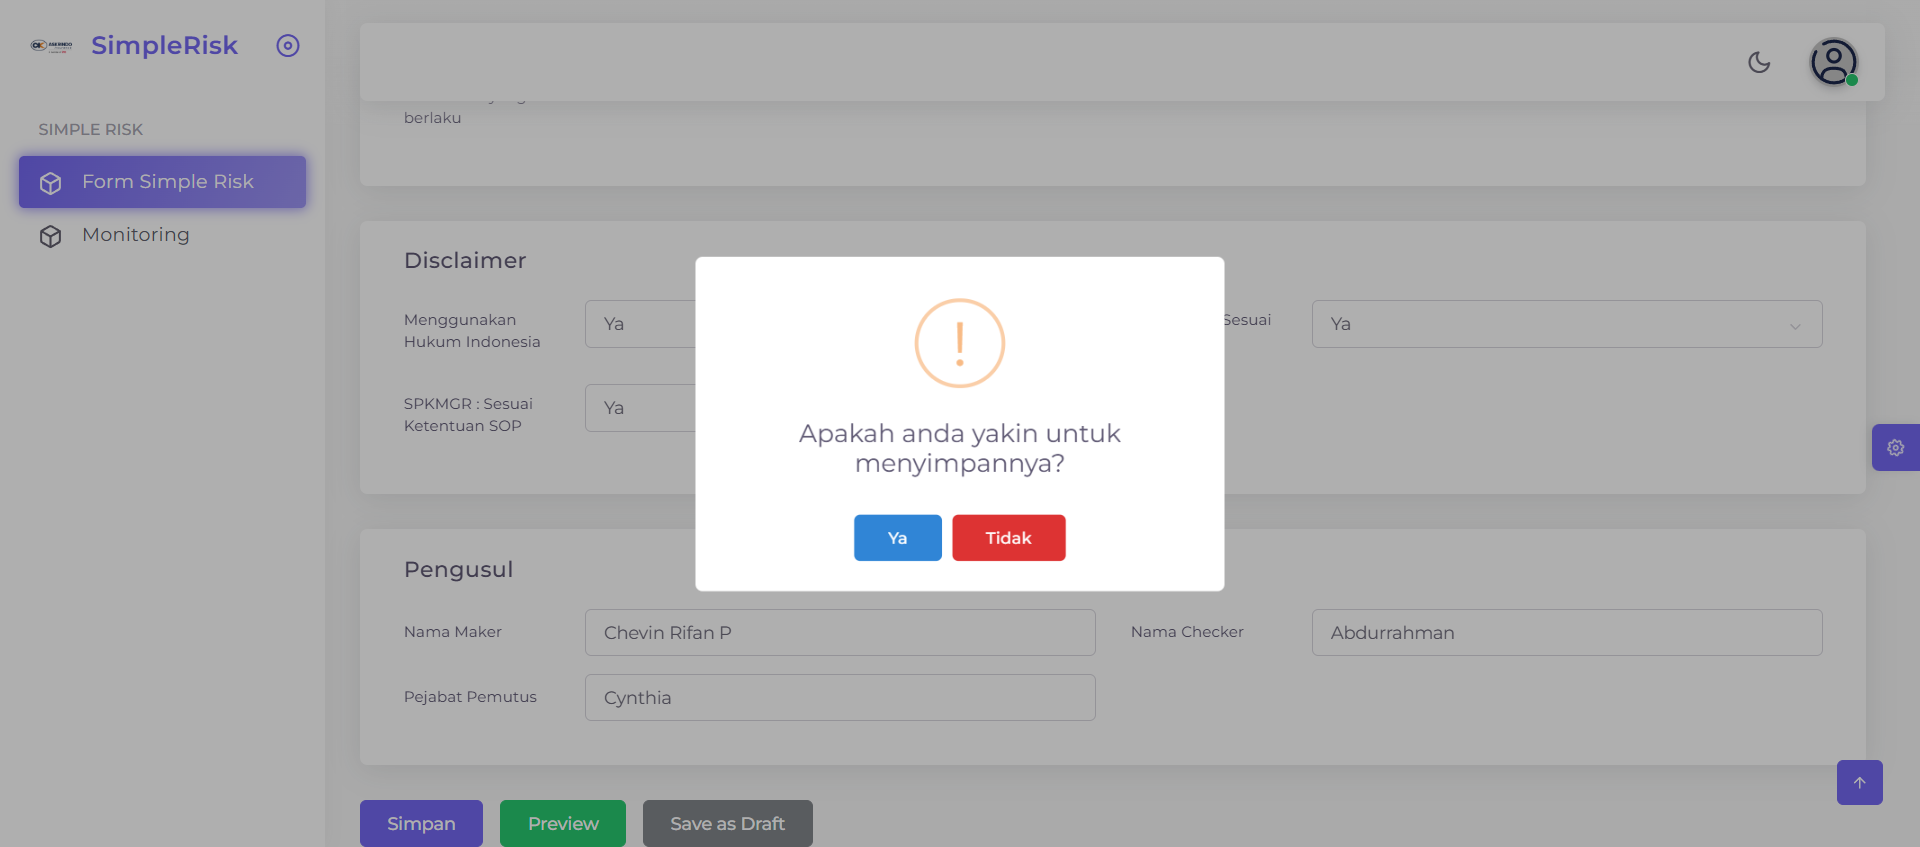 SimpleRisk
SIMPLE RISK
Form Simple Risk
Monitoring
berlaku
Disclaimer
Menggunakan
Hukum Indonesia
Ya
Sesuai
Ya
SPKMGR : Sesuai
Ketentuan SOP
Ya
Apakah anda yakin untuk
menyimpannya?
Ya
Tidak
Pengusul
Nama Maker
Chevin Rifan P
Nama Checker
Abdurrahman
Pejabat Pemutus
Cynthia
Simpan
Preview
Save as Draft